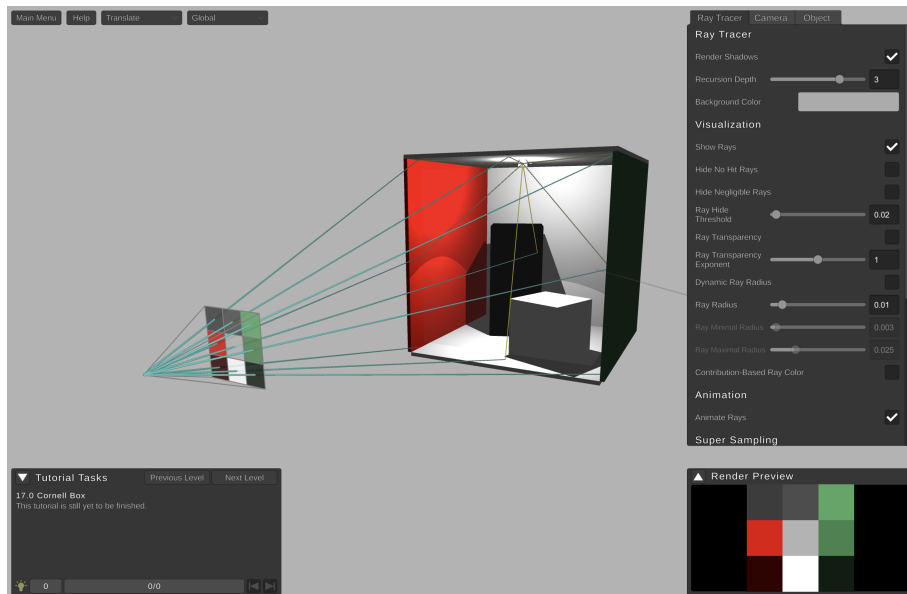 Main Menu Help Translate Global
Ray Tracer Camera Object
Ray Tracer
Render Shadows
Recursion Depth 3
Background Color
Visualization
Show Rays
Hide No Hit Rays
Hide Negligible Rays
Ray Hide
Threshold 0.02
Ray Transparency
Ray Transparency
Exponent 1
Dynamic Ray Radius
Ray Radius 0.01
Ray Minimal Radius 0.003
Ray Maximal Radius 0.025
Contribution-Based Ray Color
Animation
Animate Rays
Super Sampling
Tutorial Tasks Previous Level Next Level
17.0 Cornell Box
This tutorial is still yet to be finished.
0 0/0
Render Preview